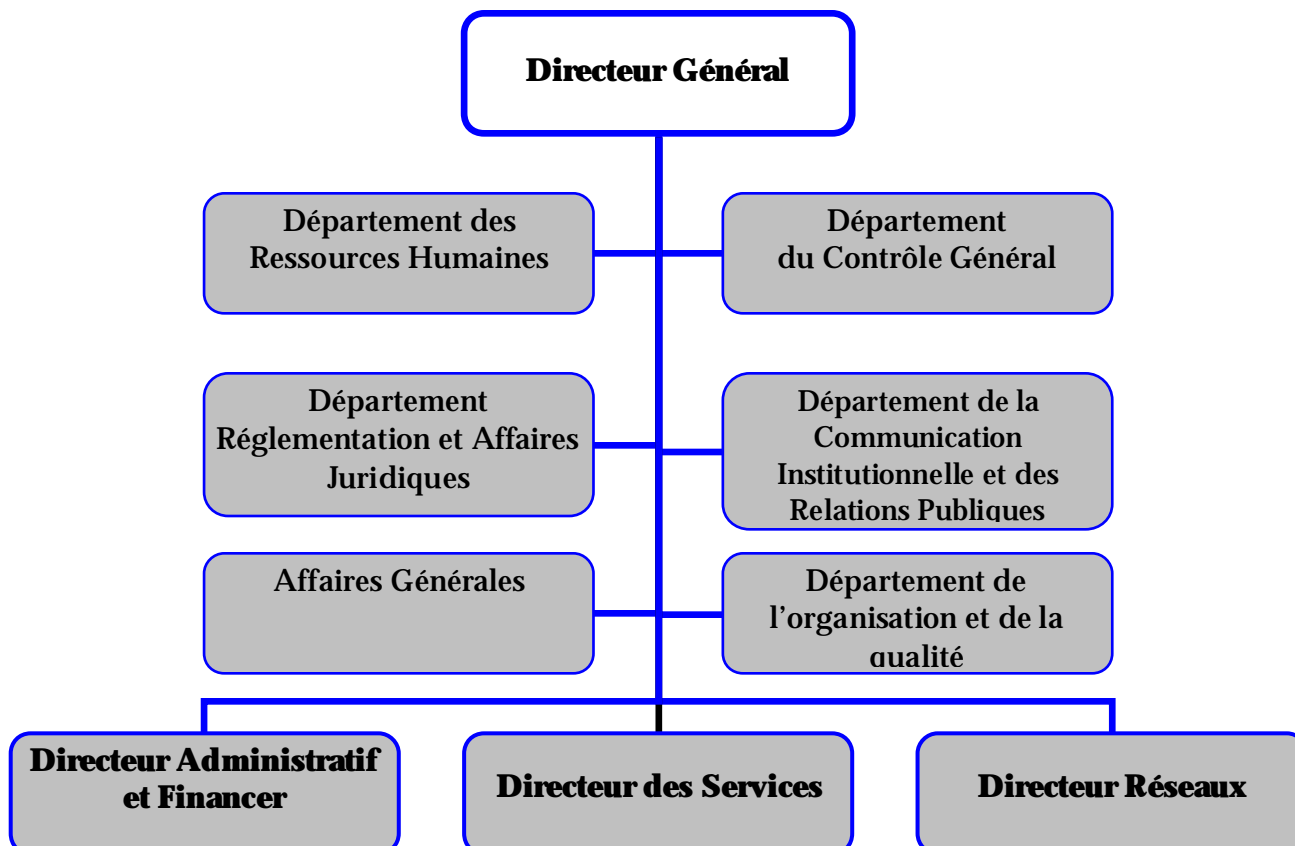 Directeur Général
Département des
Ressources Humaines
Département
du Contrôle Général
Département
Réglementation et Affaires
Juridiques
Département de la
Communication
Institutionnelle et des
Relations Publiques
Affaires Générales
Département de
l'organisation et de la
qualité
Directeur Administratif
et Financer
Directeur des Services
Directeur Réseaux